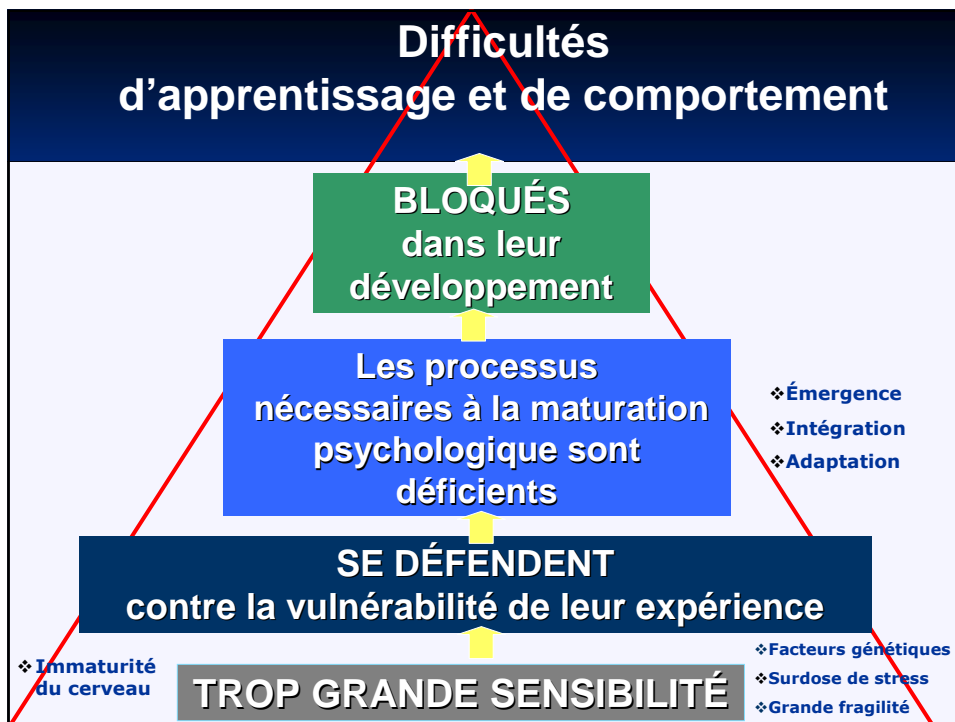 Difficultés
d'apprentissage et de comportement
BLOQUÉS
dans leur
développement
Les processus
nécessaires à la maturation
psychologique sont
déficients
❖Émergence
❖Intégration
❖Adaptation
SE DÉFENDENT
contre la vulnérabilité de leur expérience
❖Immaturité
du cerveau
TROP GRANDE SENSIBILITÉ
❖Facteurs génétiques
❖Surdose de stress
❖Grande fragilité